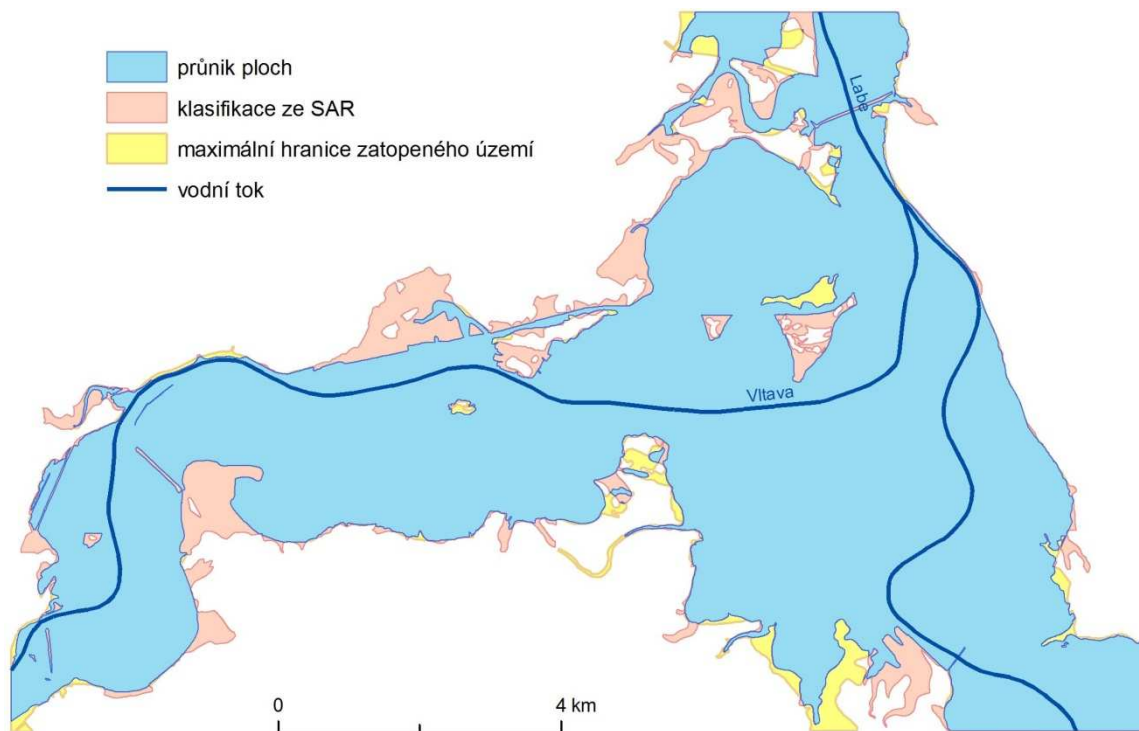 průnik ploch
klasifikace ze SAR
maximální hranice zatopeného území
vodní tok
Labe
Vltava
0
4 km